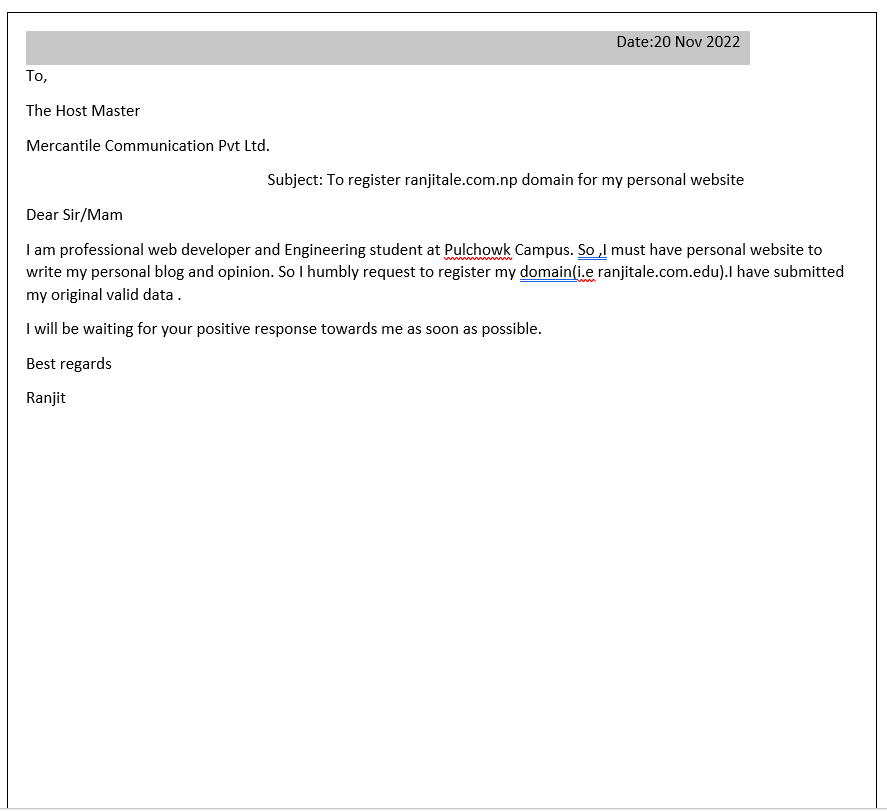 Date:20 Nov 2022
To,
The Host Master
Mercantile Communication Pvt Ltd.
Subject: To register ranjitale.com.np domain for my personal website
Dear Sir/Mam
I am professional web developer and Engineering student at Pulchowk Campus. So ,I must have personal website to
write my personal blog and opinion. So I humbly request to register my domain(i.e ranjitale.com.edu).I have submitted
my original valid data .
I will be waiting for your positive response towards me as soon as possible.
Best regards
Ranjit